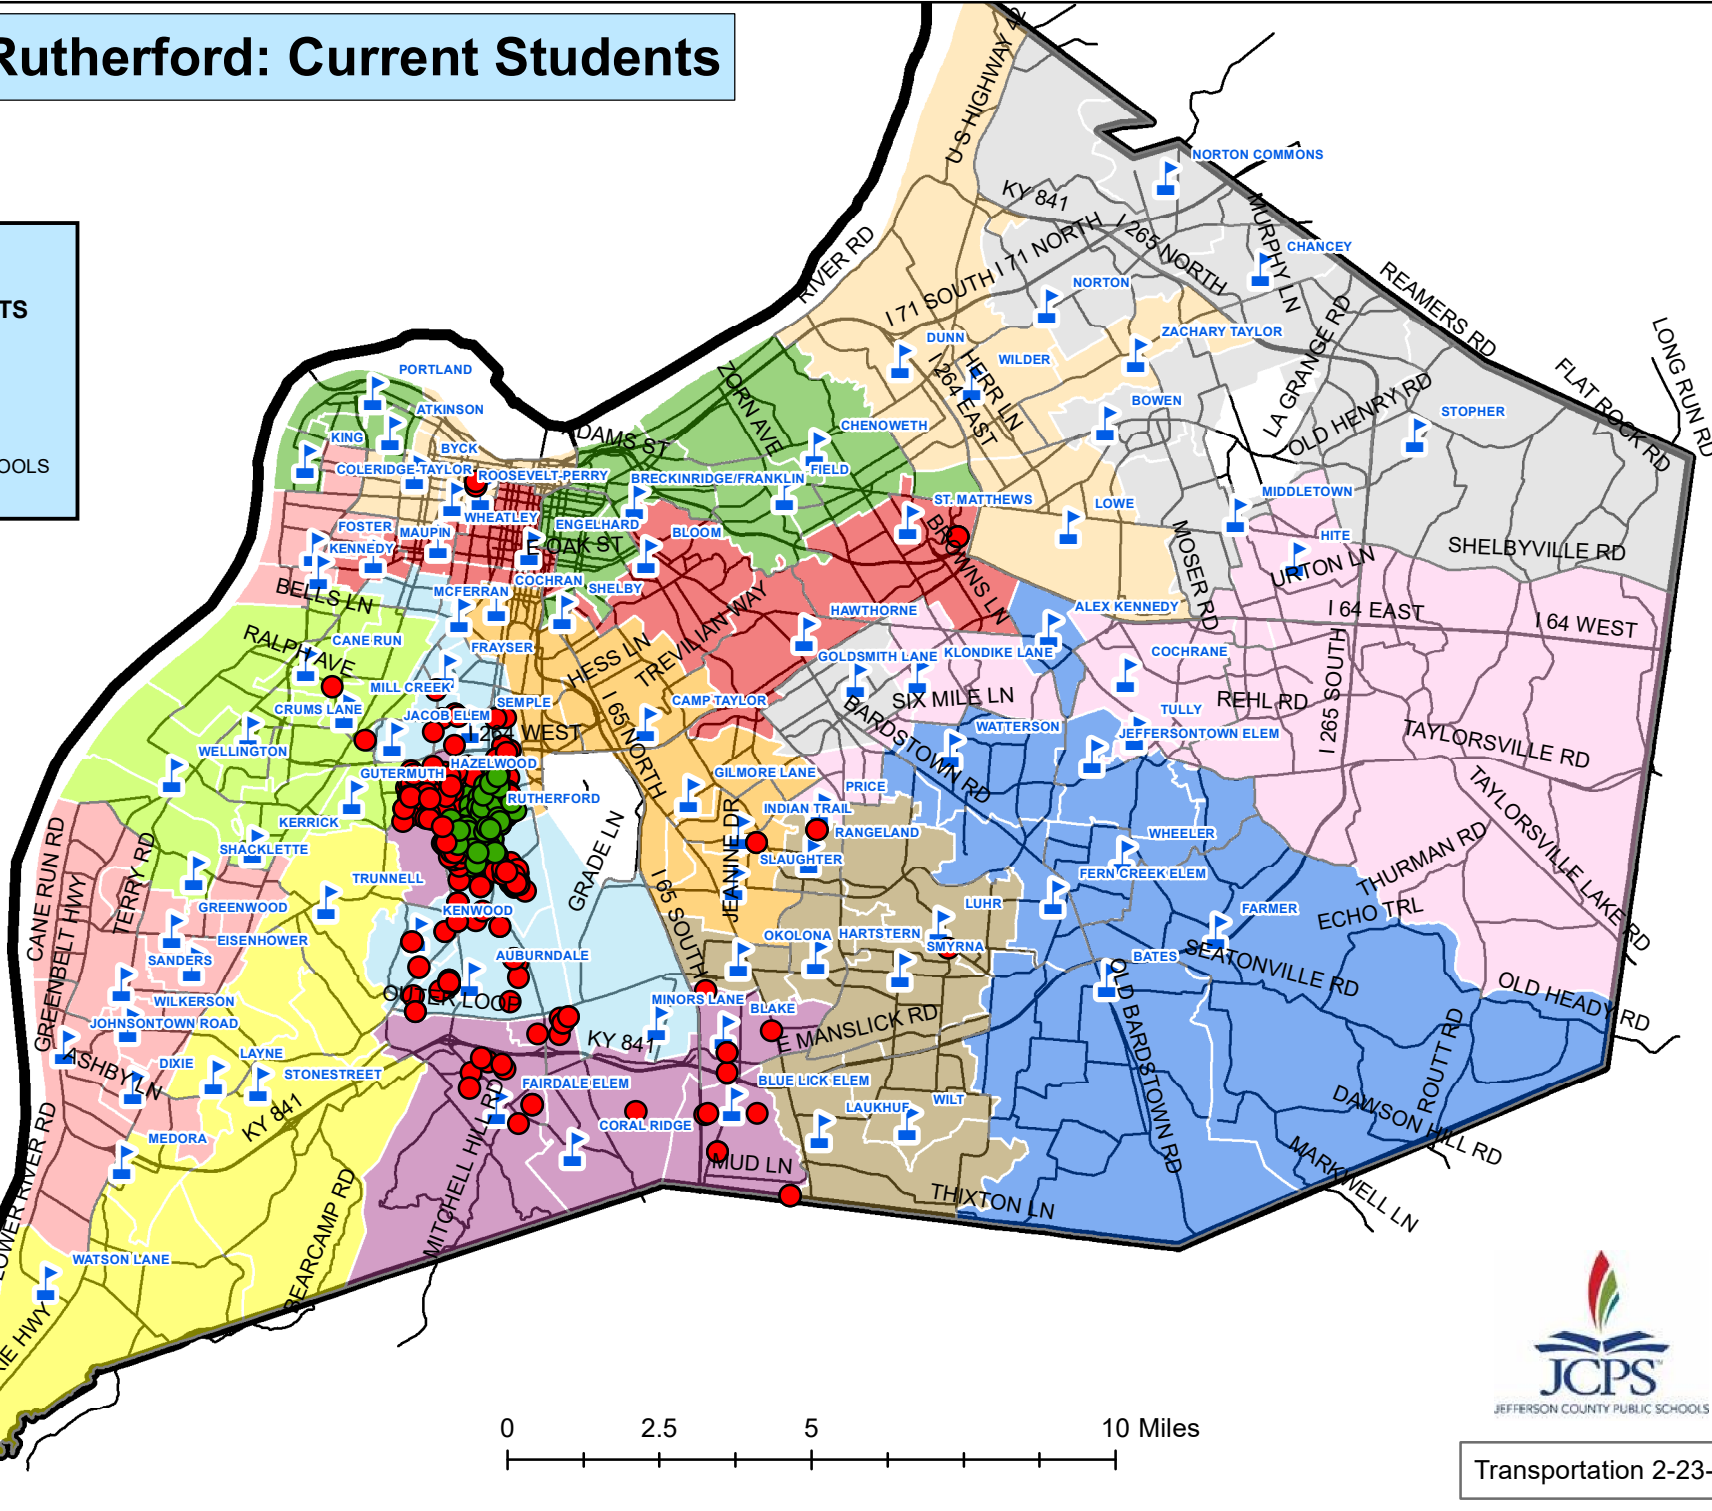 Rutherford: Current Students
TS
OOLS
U S HIGHWAY 42
NORTON COMMONS
KY 841
MURPHY LN
I 265 NORTH
I 71 NORTH
CHANCEY
RIVER RD
I 71 SOUTH
NORTON
REAMERS RD
LA GRANGE RD
LONG RUN RD
ZACHARY TAYLOR
DUNN
WILDER
HERR LN
I 264 EAST
FLAT ROCK RD
PORTLAND
ZORN AVE
BOWEN
OLD HENRY RD
STOPHER
ATKINSON
KING
BYCK
DAMS ST
CHENOWETH
COLERIDGE-TAYLOR
ROOSEVELT-PERRY
BRECKINRIDGE/FRANKLIN
FIELD
ST. MATTHEWS
LOWE
MIDDLETOWN
FOSTER
MAUPIN
WHEATLEY
ENGELHARD
BLOOM
BROWNS LN
MOSER RD
HITE
SHELBYVILLE RD
KENNEDY
E OAK ST
URTON LN
BELLS LN
MCFERRAN
COCHRAN
SHELBY
TREVILIAN WAY
HAWTHORNE
ALEX KENNEDY
I 64 EAST
I 64 WEST
RALPH AVE
CANE RUN
FRAYSER
HESS LN
GOLDSMITH LANE
KLONDIKE LANE
COCHRANE
MILL CREEK
SIX MILE LN
REHL RD
I 265 SOUTH
CRUMS LANE
JACOB ELEM
SEMPLE
I 65 NORTH
CAMP TAYLOR
BARDSTOWN RD
WATTERSON
TULLY
JEFFERSONTOWN ELEM
TAYLORSVILLE RD
I 264 WEST
WELLINGTON
GUTERMUTH
HAZELWOOD
GILMORE LANE
PRICE
TAYLORSVILLE LAKE RD
RUTHERFORD
INDIAN TRAIL
RANGELAND
KERRICK
JEANINE DR
CANE RUN RD
TERRY RD
SHACKLETTE
GRADE LN
SLAUGHTER
WHEELER
THURMAN RD
TRUNNELL
FERN CREEK ELEM
GREENBELT HWY
GREENWOOD
KENWOOD
I 65 SOUTH
LUHR
FARMER
ECHO TRL
EISENHOWER
OKOLONA
HARTSTERN
SMYRNA
SANDERS
AUBURNDALE
BATES
SEATONVILLE RD
WILKERSON
OUTER LOOP
MINORS LANE
BLAKE
OLD BARDSTOWN RD
OLD HEADY RD
JOHNSONTOWN ROAD
KY 841
E MANSLICK RD
ROUTT RD
ASHBY LN
DIXIE
LAYNE
STONESTREET
FAIRDALE ELEM
BLUE LICK ELEM
KY 841
MITCHELL HILL RD
CORAL RIDGE
LAUKHUF
WILT
DAWSON HILL RD
MEDORA
MUD LN
MARKWELL LN
LOWER RIVER RD
BEARCAMP RD
THIXTON LN
WATSON LANE
IE HWY
JCPS
JEFFERSON COUNTY PUBLIC SCHOOLS
0 2.5 5 10 Miles
Transportation 2-23-